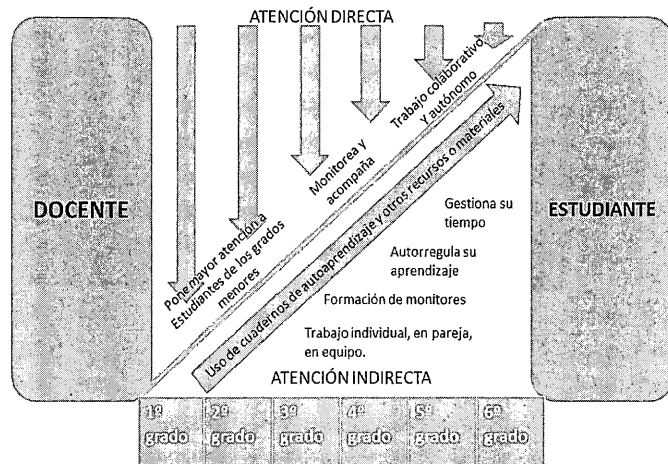 ATENCIÓN DIRECTA
DOCENTE
ESTUDIANTE
Pone mayor atención a
Estudiantes de los grados
menores
Monitorea y
acompaña
Trabajo colaborativo
Y autónomo
Uso de cuadernos de autoaprendizaje y otros recursos o materiales
Gestiona su
tiempo
Autorregula su
aprendizaje
Formación de monitores
Trabajo individual, en pareja,
en equipo.
ATENCIÓN INDIRECTA
1º
grado
2º
grado
3º
grado
4º
grado
5º
grado
6º
grado